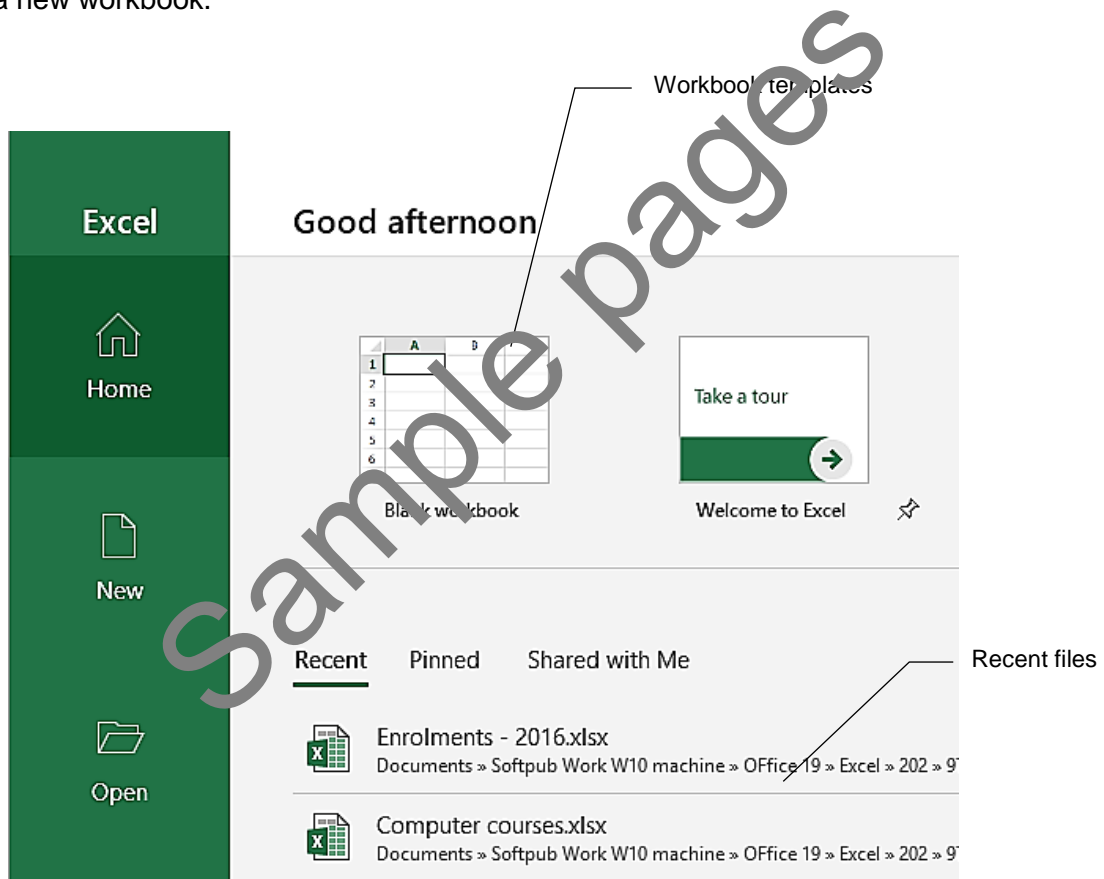 a new workbook.
Workbook templates
Excel
Good afternoon
Home
A B
1
2
3
4
5
6
Take a tour
Blank workbook
Welcome to Excel
New
Recent Pinned Shared with Me
Recent files
Enrolments - 2016.xlsx
Documents » Softpub Work W10 machine » OFfice 19 » Excel » 202 » 9
Open
Computer courses.xlsx
Documents » Softpub Work W10 machine » OFfice 19 » Excel » 202 » 9
Sample pages